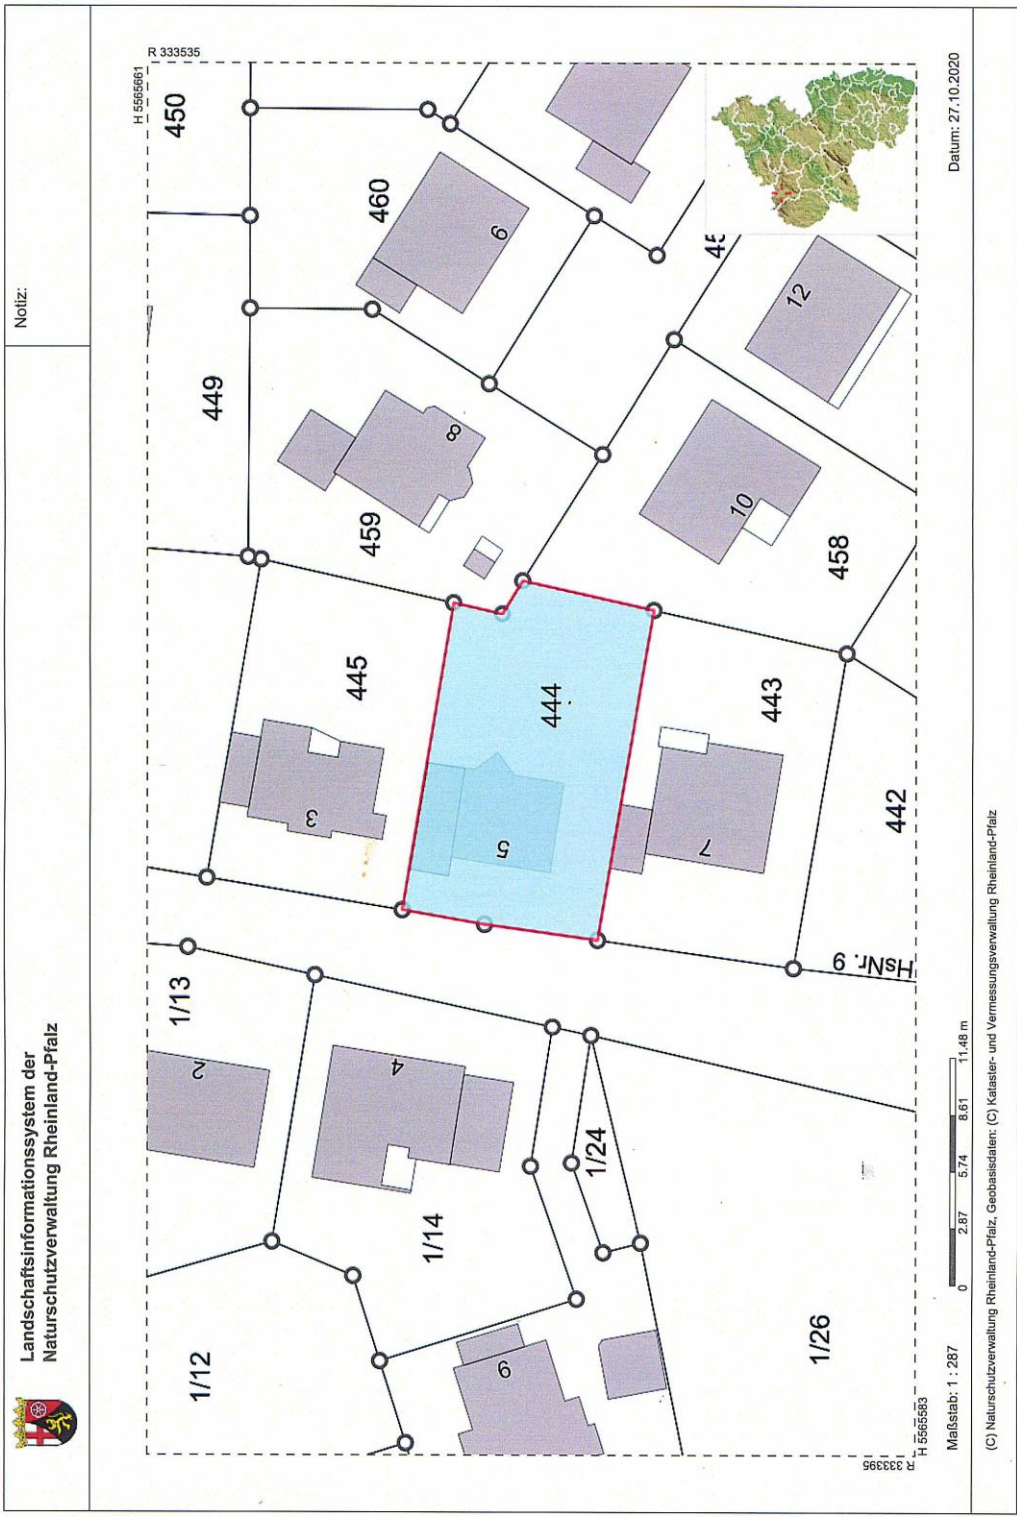 Landschaftsinformationssystem der
Naturschutzverwaltung Rheinland-Pfalz
Notiz:
H 5565661
R 333535
450
1/13
2
1/12
449
3
445
459
460
4
1/14
8
6
6
5
444
1/24
7
443
10
45
12
1/26
458
HsNr. 9
442
R 333395
H 5565583
Maßstab: 1 : 287
0 2.87 5.74 8.61 11.48 m
Datum: 27.10.2020
(C) Naturschutzverwaltung Rheinland-Pfalz, Geobasisdaten: (C) Kataster- und Vermessungsverwaltung Rheinland-Pfalz